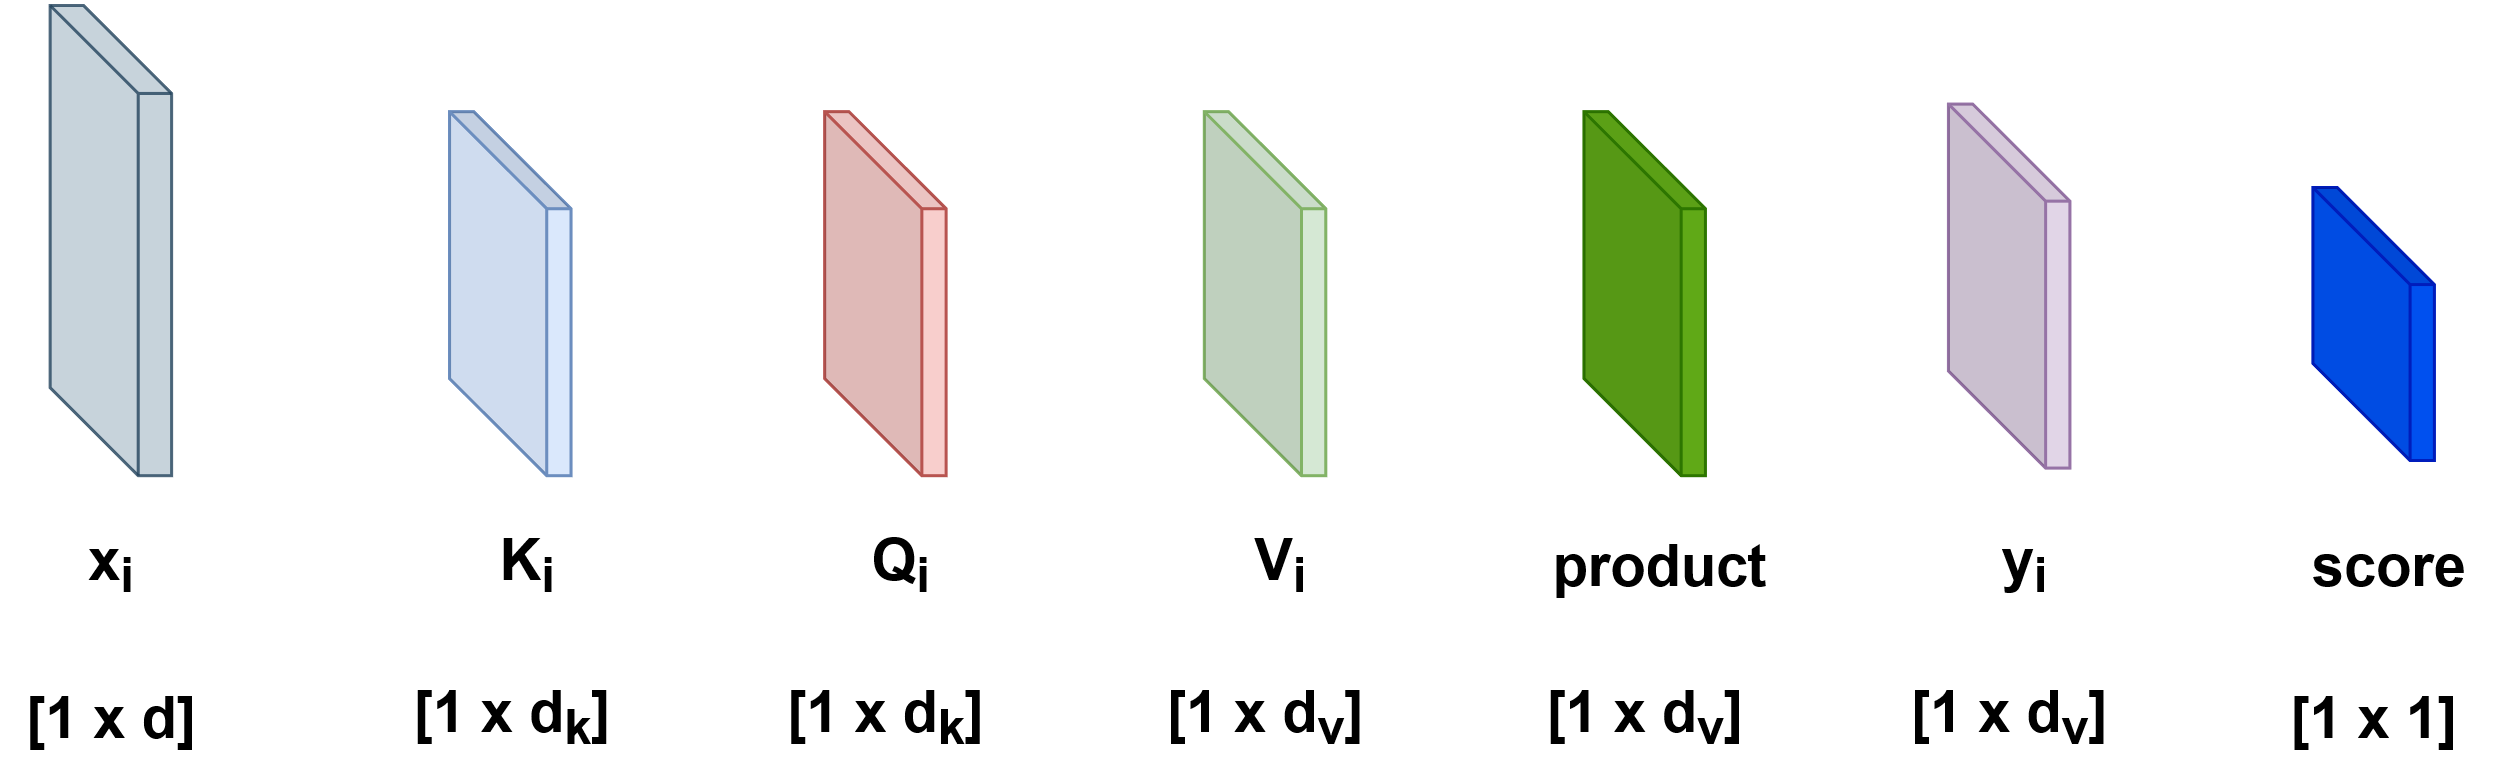 xᵢ Kᵢ Qᵢ Vᵢ product yᵢ score
[1 x d] [1 x dₖ] [1 x dₖ] [1 x dᵥ] [1 x dᵥ] [1 x dᵥ] [1 x 1]